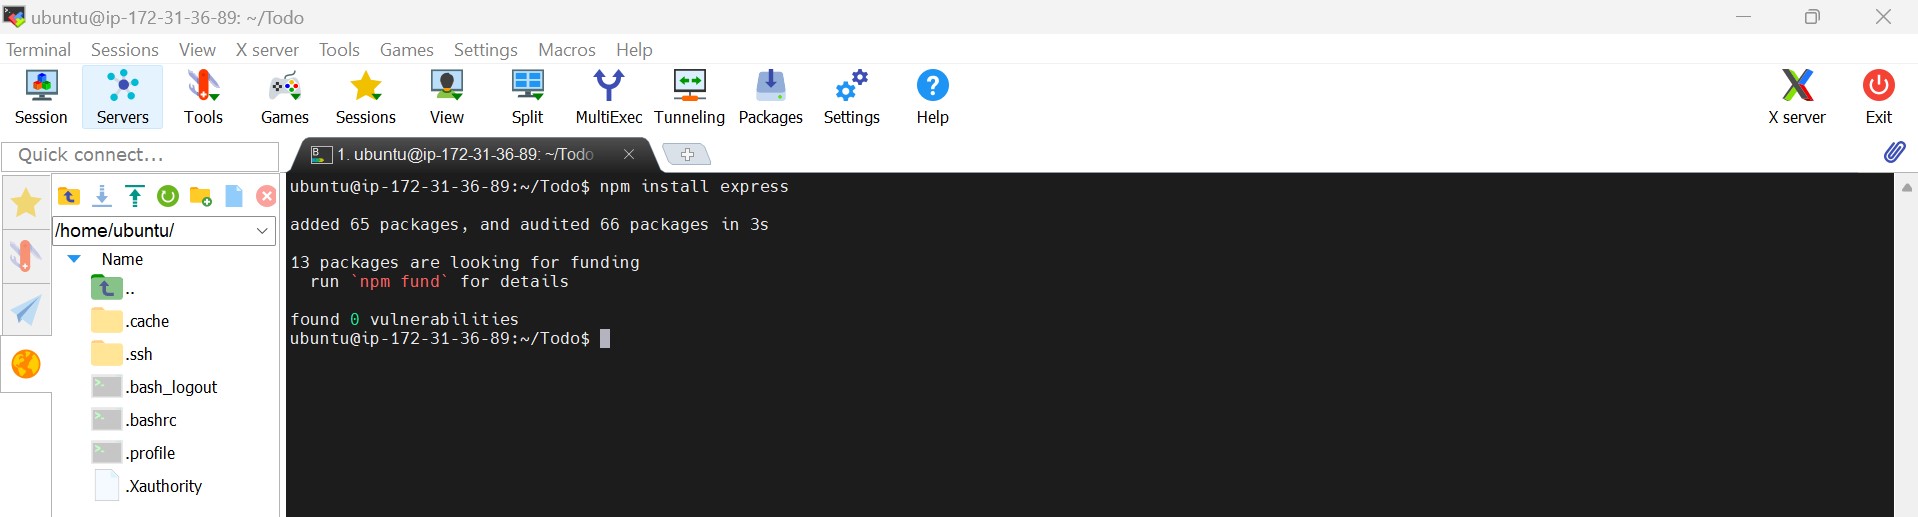 ubuntu@ip-172-31-36-89: ~/Todo
Terminal Sessions View X server Tools Games Settings Macros Help
Session Servers Tools Games Sessions View Split MultiExec Tunneling Packages Settings Help X server Exit
Quick connect...
1. ubuntu@ip-172-31-36-89: ~/Todo
/home/ubuntu/
Name
..
.cache
.ssh
.bash_logout
.bashrc
.profile
.Xauthority
ubuntu@ip-172-31-36-89:~/Todo$ npm install express
added 65 packages, and audited 66 packages in 3s
13 packages are looking for funding
run `npm fund` for details
found 0 vulnerabilities
ubuntu@ip-172-31-36-89:~/Todo$